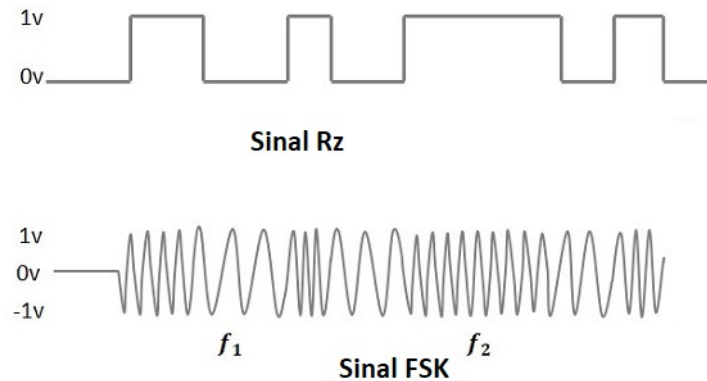 1v
0v
Sinal Rz
1v
0v
-1v
f₁ f₂
Sinal FSK